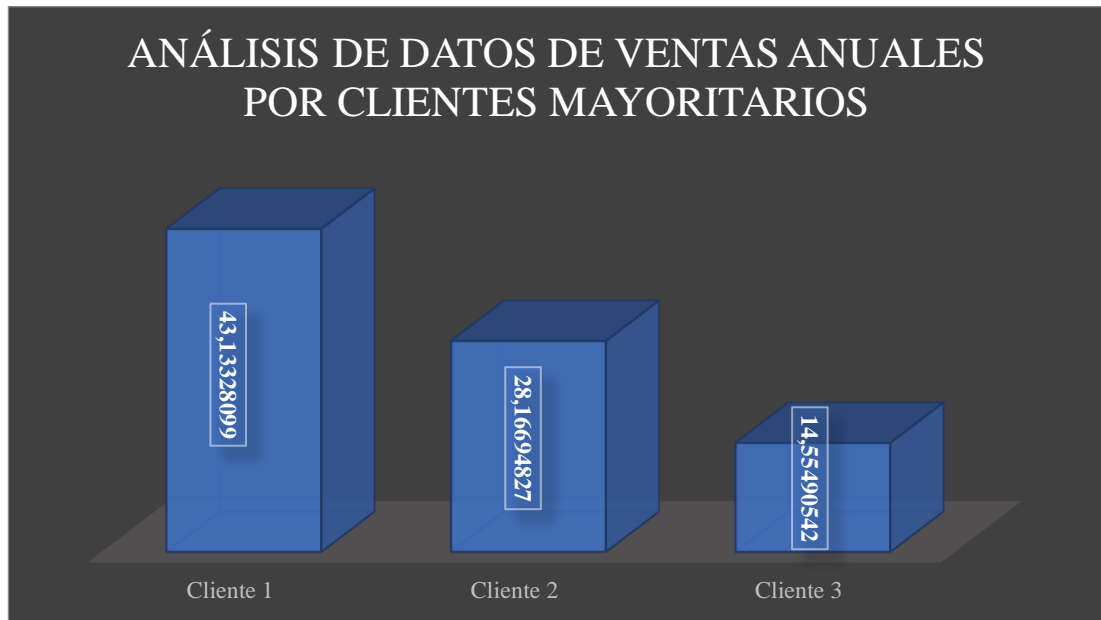 ANÁLISIS DE DATOS DE VENTAS ANUALES
POR CLIENTES MAYORITARIOS
43,13328099
28,16694827
14,55490542
Cliente 1
Cliente 2
Cliente 3